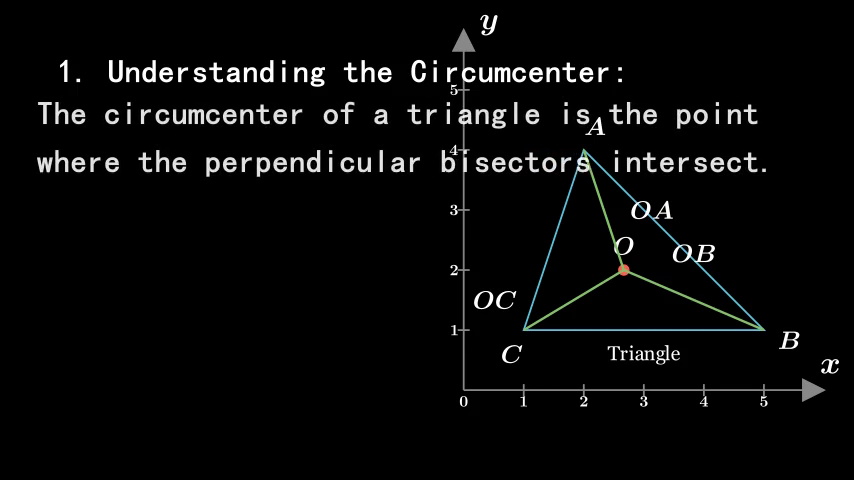 y
1. Understanding the Circumcenter:
5
The circumcenter of a triangle is the point
A
4
where the perpendicular bisectors intersect.
3
OA
O
OB
2
OC
1
B
C
Triangle
x
0 1 2 3 4 5